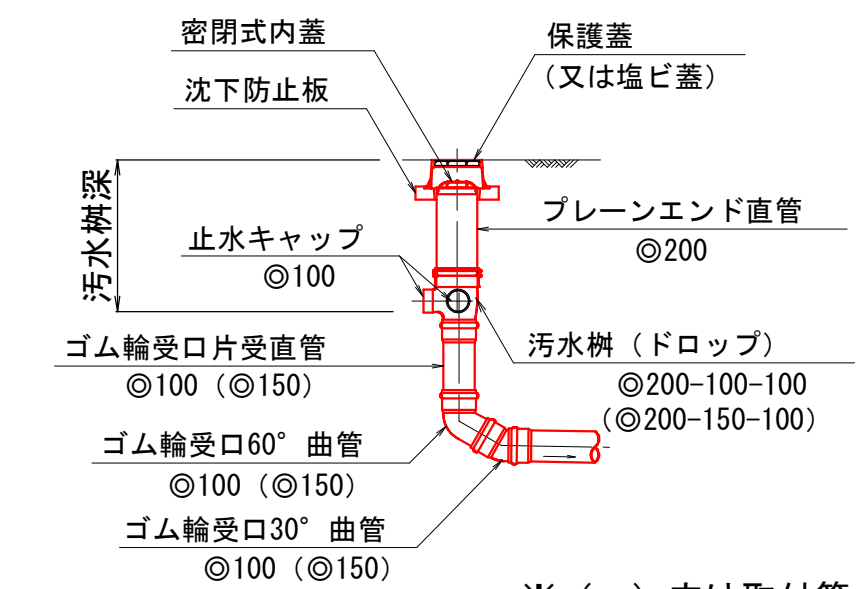 密閉式内蓋
保護蓋
(又は塩ビ蓋)
沈下防止板
汚水桝深
プレーンエンド直管
◎200
止水キャップ
◎100
ゴム輪受口片受直管
◎100 (◎150)
汚水桝 (ドロップ)
◎200-100-100
(◎200-150-100)
ゴム輪受口60° 曲管
◎100 (◎150)
ゴム輪受口30° 曲管
◎100 (◎150)